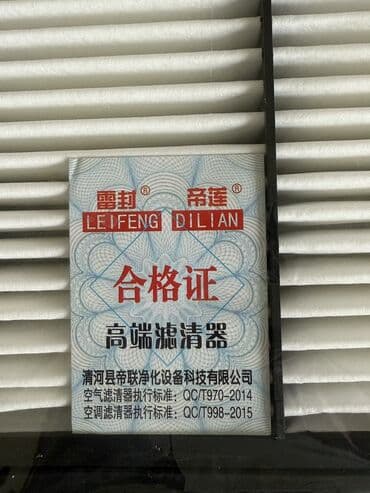 雷封® 帝莲®
LEIFENG DILIAN
合格证
高端滤清器
清河县帝联净化设备科技有限公司
空气滤清器执行标准：QC/T970-2014
空调滤清器执行标准：QC/T998-2015